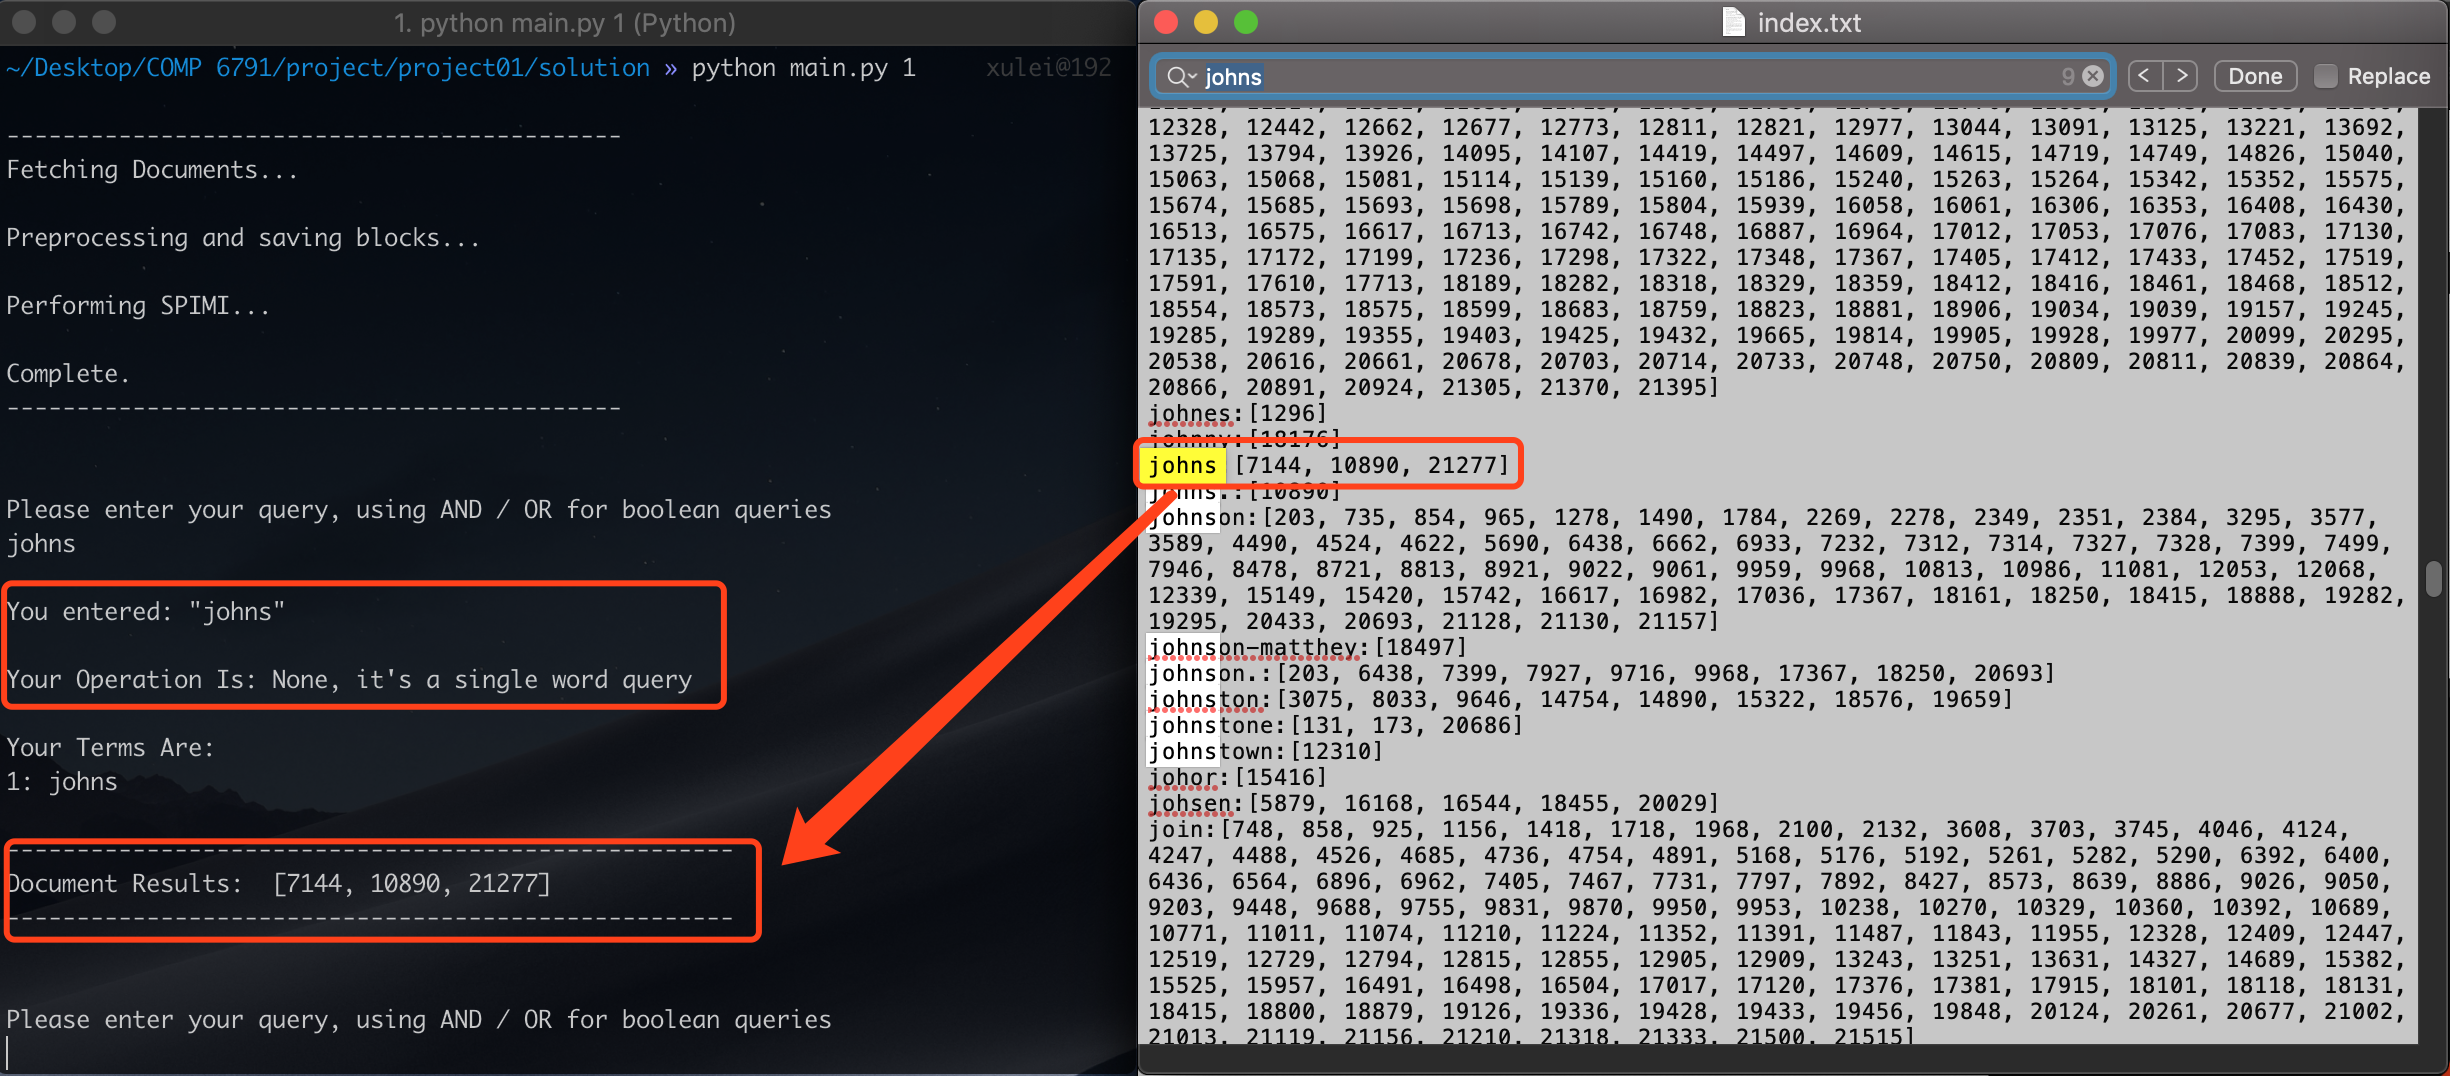 1. python main.py 1 (Python)
~/Desktop/COMP 6791/project/project01/solution » python main.py 1 xulei@192
------------------------------------------
Fetching Documents...
Preprocessing and saving blocks...
Performing SPIMI...
Complete.
------------------------------------------
Please enter your query, using AND / OR for boolean queries
johns
You entered: "johns"
Your Operation Is: None, it's a single word query
Your Terms Are:
1: johns
--------------------------------------------------
Document Results: [7144, 10890, 21277]
--------------------------------------------------
Please enter your query, using AND / OR for boolean queries
index.txt
johns 9 < > Done Replace
12328, 12442, 12662, 12677, 12773, 12811, 12821, 12977, 13044, 13091, 13125, 13221, 13692,
13725, 13794, 13926, 14095, 14107, 14419, 14497, 14609, 14615, 14719, 14749, 14826, 15040,
15063, 15068, 15081, 15114, 15139, 15160, 15186, 15240, 15263, 15264, 15342, 15352, 15575,
15674, 15685, 15693, 15698, 15789, 15804, 15939, 16058, 16061, 16306, 16353, 16408, 16430,
16513, 16575, 16617, 16713, 16742, 16748, 16887, 16964, 17012, 17053, 17076, 17083, 17130,
17135, 17172, 17199, 17236, 17298, 17322, 17348, 17367, 17405, 17412, 17433, 17452, 17519,
17591, 17610, 17713, 18189, 18282, 18318, 18329, 18359, 18412, 18416, 18461, 18468, 18512,
18554, 18573, 18575, 18599, 18683, 18759, 18823, 18881, 18906, 19034, 19039, 19157, 19245,
19285, 19289, 19355, 19403, 19425, 19432, 19665, 19814, 19905, 19928, 19977, 20099, 20295,
20538, 20616, 20661, 20678, 20703, 20714, 20733, 20748, 20750, 20809, 20811, 20839, 20864,
20866, 20891, 20924, 21305, 21370, 21395]
johnes:[1296]
johnny:[18176]
johns [7144, 10890, 21277]
johns.:[10890]
johnson:[203, 735, 854, 965, 1278, 1490, 1784, 2269, 2278, 2349, 2351, 2384, 3295, 3577,
3589, 4490, 4524, 4622, 5690, 6438, 6662, 6933, 7232, 7312, 7314, 7327, 7328, 7399, 7499,
7946, 8478, 8721, 8813, 8921, 9022, 9061, 9959, 9968, 10813, 10986, 11081, 12053, 12068,
12339, 15149, 15420, 15742, 16617, 16982, 17036, 17367, 18161, 18250, 18415, 18888, 19282,
19295, 20433, 20693, 21128, 21130, 21157]
johnson-matthey:[18497]
johnson.:[203, 6438, 7399, 7927, 9716, 9968, 17367, 18250, 20693]
johnston:[3075, 8033, 9646, 14754, 14890, 15322, 18576, 19659]
johnstone:[131, 173, 20686]
johnstown:[12310]
johor:[15416]
johsen:[5879, 16168, 16544, 18455, 20029]
join:[748, 858, 925, 1156, 1418, 1718, 1968, 2100, 2132, 3608, 3703, 3745, 4046, 4124,
4247, 4488, 4526, 4685, 4736, 4754, 4891, 5168, 5176, 5192, 5261, 5282, 5290, 6392, 6400,
6436, 6564, 6896, 6962, 7405, 7467, 7731, 7797, 7892, 8427, 8573, 8639, 8886, 9026, 9050,
9203, 9448, 9688, 9755, 9831, 9870, 9950, 9953, 10238, 10270, 10329, 10360, 10392, 10689,
10771, 11011, 11074, 11210, 11224, 11352, 11391, 11487, 11843, 11955, 12328, 12409, 12447,
12519, 12729, 12794, 12815, 12855, 12905, 12909, 13243, 13251, 13631, 14327, 14689, 15382,
15525, 15957, 16491, 16498, 16504, 17017, 17120, 17376, 17381, 17915, 18101, 18118, 18131,
18415, 18800, 18879, 19126, 19336, 19428, 19433, 19456, 19848, 20124, 20261, 20677, 21002,
21013, 21119, 21156, 21210, 21318, 21333, 21500, 21515]